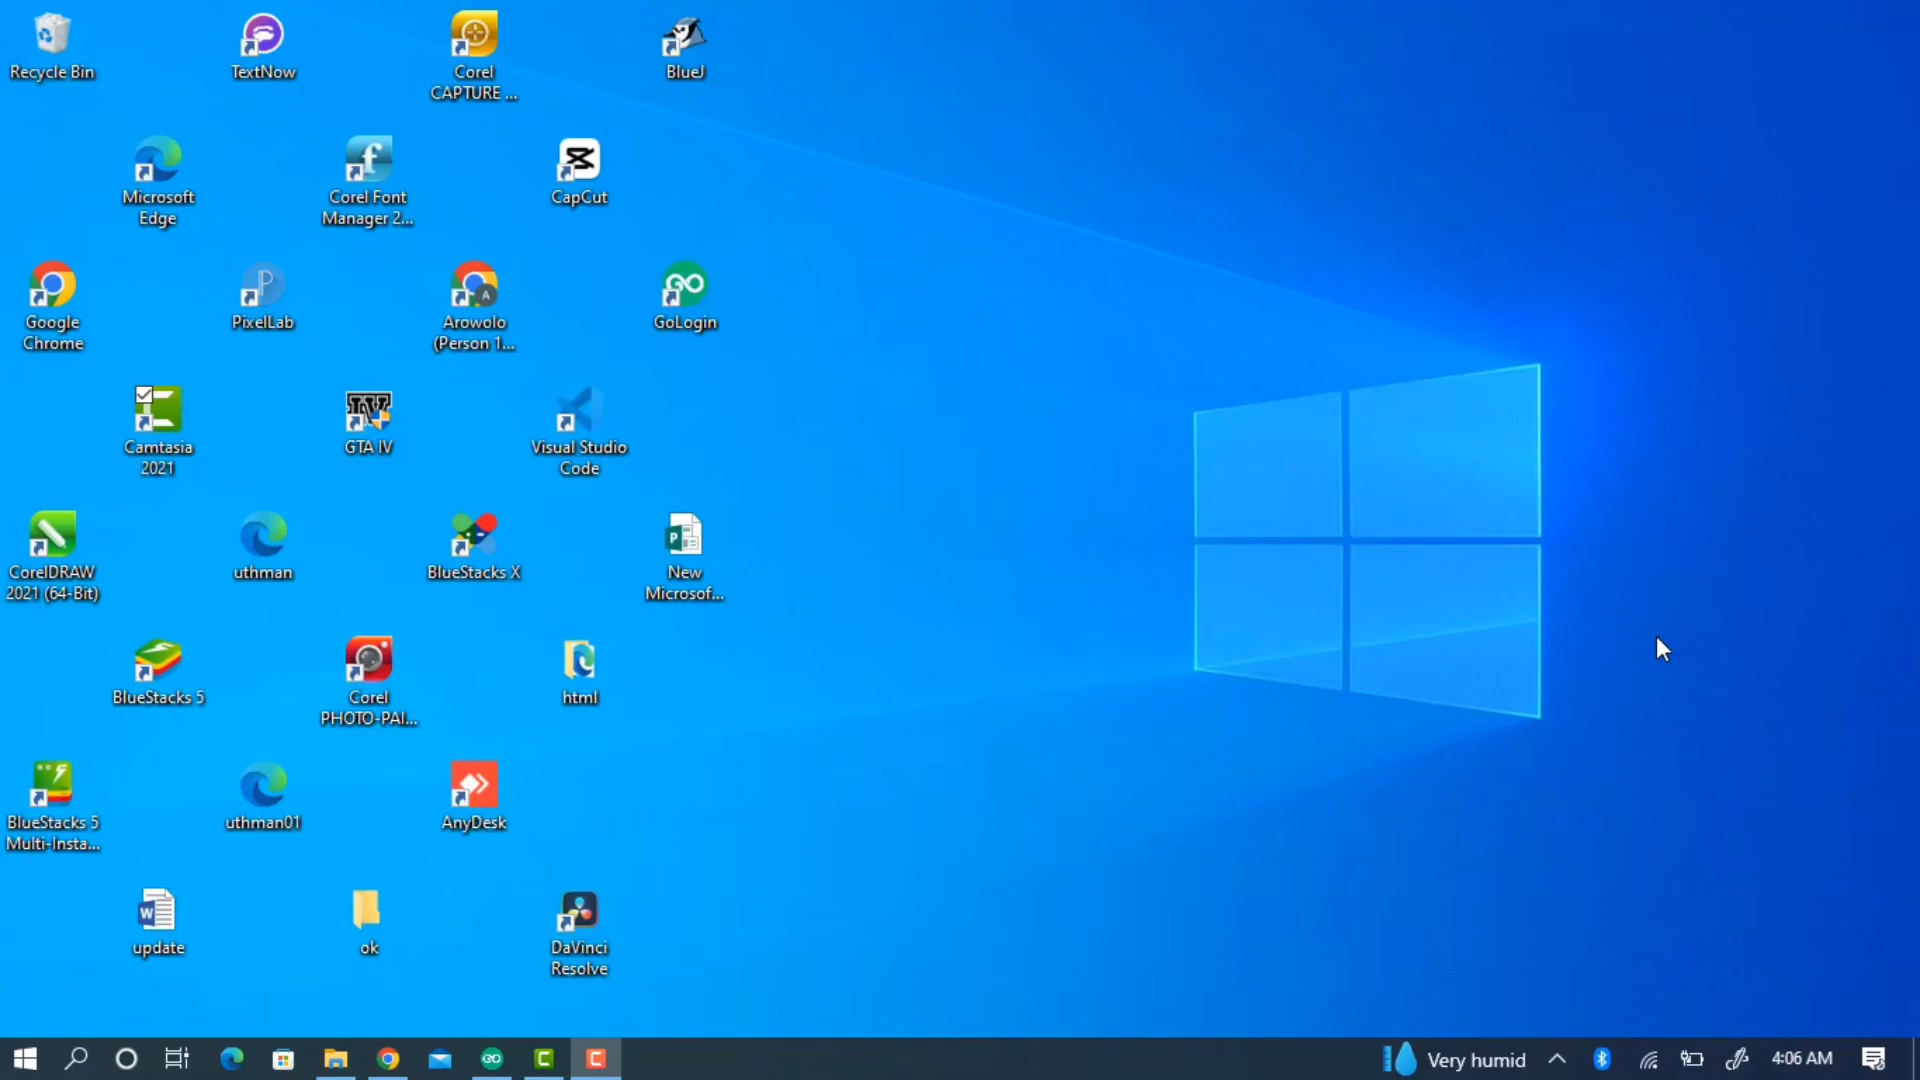 Recycle Bin
TextNow
Corel
CAPTURE ...
BlueJ
Microsoft
Edge
Corel Font
Manager 2...
CapCut
Google
Chrome
PixelLab
Arowolo
(Person 1...
GoLogin
Camtasia
2021
GTA IV
Visual Studio
Code
CorelDRAW
2021 (64-Bit)
uthman
BlueStacks X
New
Microsof...
BlueStacks 5
Corel
PHOTO-PAI...
html
BlueStacks 5
Multi-Insta...
uthman01
AnyDesk
update
ok
DaVinci
Resolve
Very humid
4:06 AM